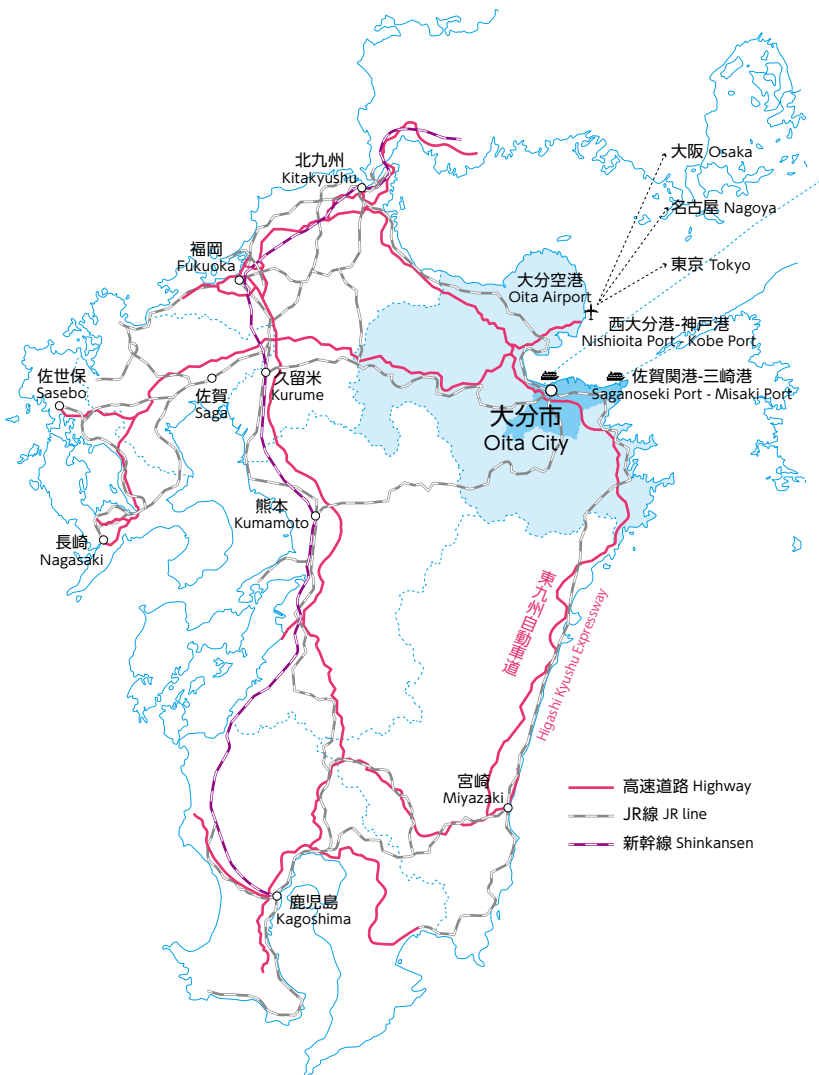 北九州
Kitakyushu
大阪 Osaka
名古屋 Nagoya
東京 Tokyo
福岡
Fukuoka
大分空港
Oita Airport
西大分港-神戸港
Nishioita Port - Kobe Port
佐世保
Sasebo
佐賀
Saga
久留米
Kurume
佐賀関港-三崎港
Saganoseki Port - Misaki Port
大分市
Oita City
熊本
Kumamoto
長崎
Nagasaki
東九州自動車道
Higashi Kyushu Expressway
宮崎
Miyazaki
高速道路 Highway
JR線 JR line
新幹線 Shinkansen
鹿児島
Kagoshima